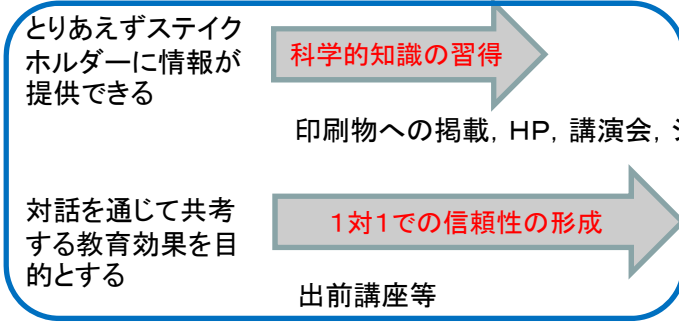 とりあえずステイク
ホルダーに情報が
提供できる
科学的知識の習得
印刷物への掲載，HP，講演会，
対話を通じて共考
する教育効果を目
的とする
1対1での信頼性の形成
出前講座等